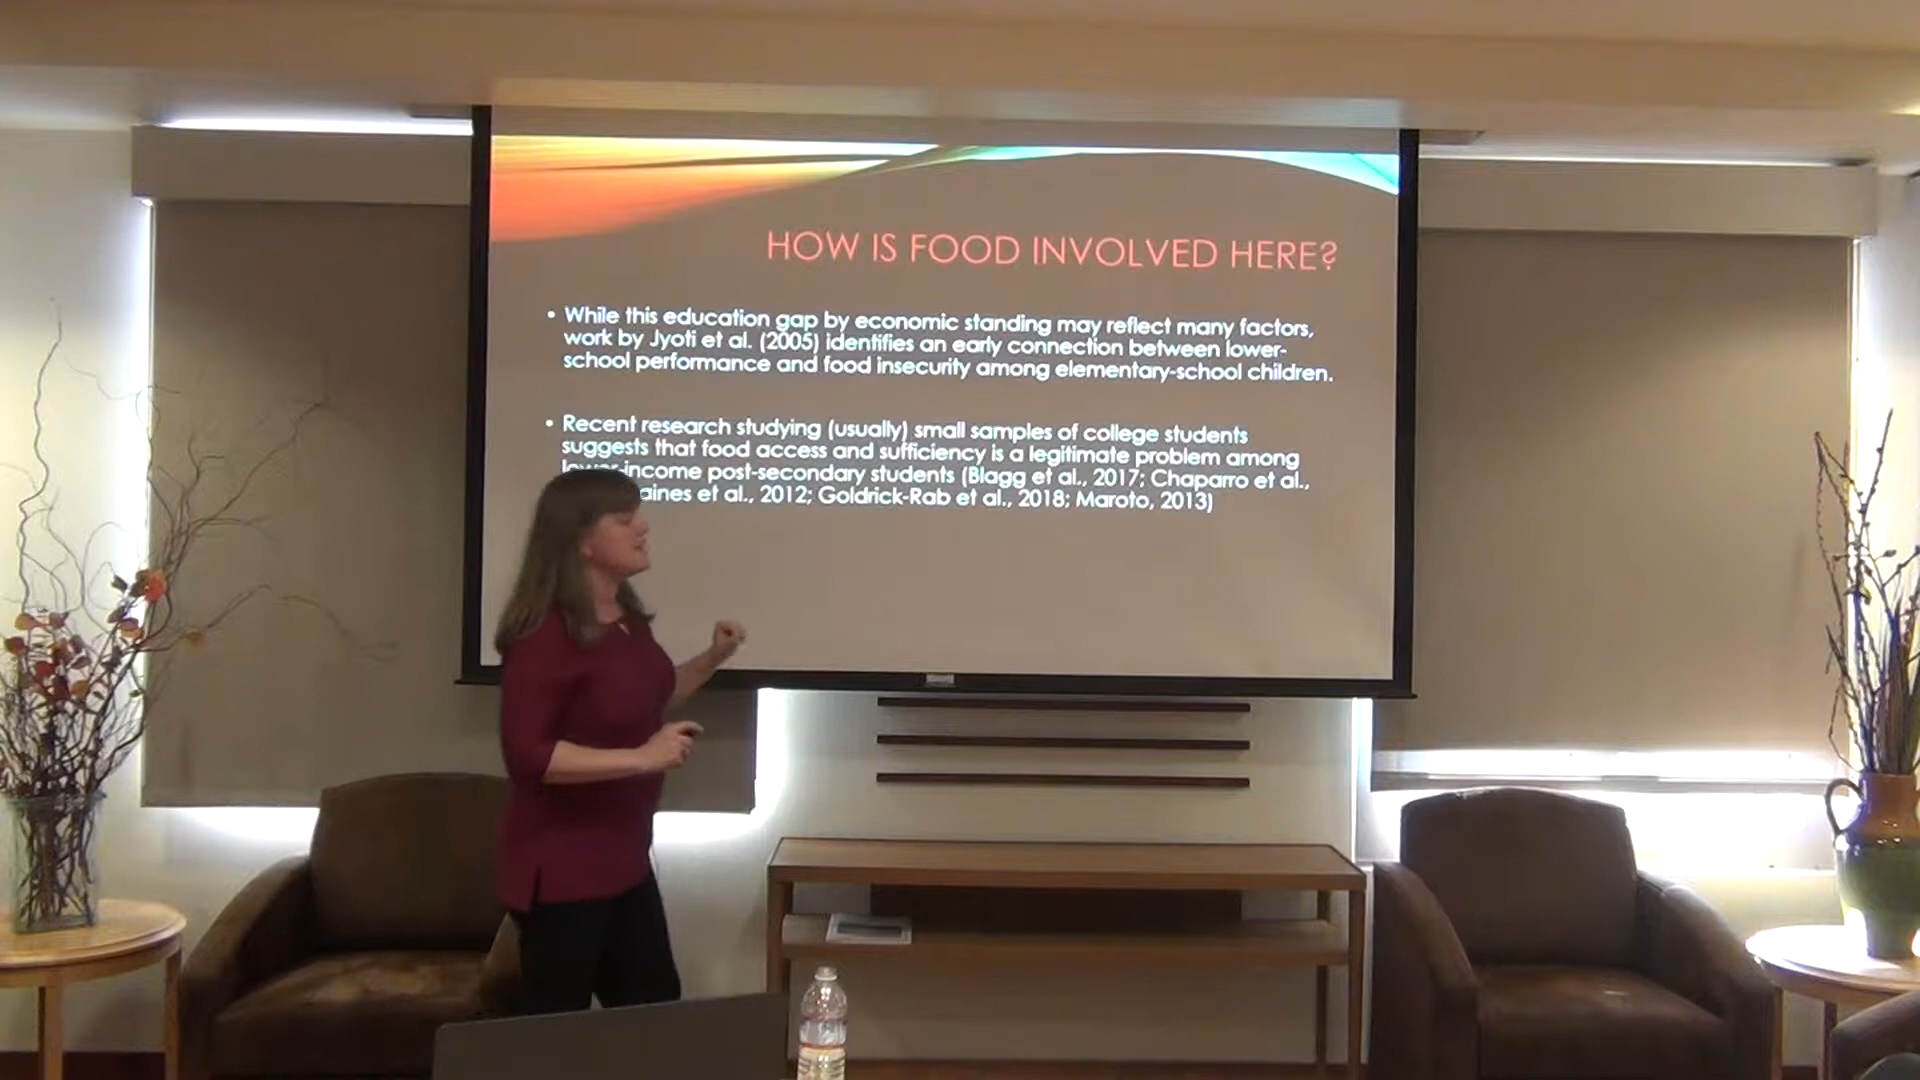 HOW IS FOOD INVOLVED HERE?
• While this education gap by economic standing may reflect many factors,
work by Jyoti et al. (2005) identifies an early connection between lower-
school performance and food insecurity among elementary-school children.
• Recent research studying (usually) small samples of college students
suggests that food access and sufficiency is a legitimate problem among
lower-income post-secondary students (Blagg et al., 2017; Chaparro et al.,
et al., 2012; Goldrick-Rab et al., 2018; Maroto, 2013)